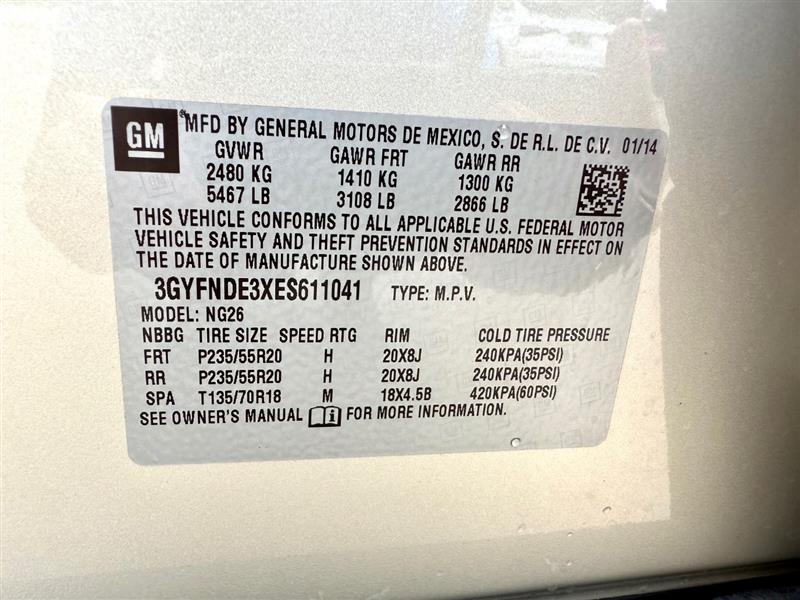 GM
*MFD BY GENERAL MOTORS DE MEXICO, S. DE R.L. DE C.V. 01/14
GVWR GAWR FRT GAWR RR
2480 KG 1410 KG 1300 KG
5467 LB 3108 LB 2866 LB
THIS VEHICLE CONFORMS TO ALL APPLICABLE U.S. FEDERAL MOTOR
VEHICLE SAFETY AND THEFT PREVENTION STANDARDS IN EFFECT ON
THE DATE OF MANUFACTURE SHOWN ABOVE.
3GYFNDE3XES611041 TYPE: M.P.V.
MODEL: NG26
NBBG TIRE SIZE SPEED RTG RIM COLD TIRE PRESSURE
FRT P235/55R20 H 20X8J 240KPA(35PSI)
RR P235/55R20 H 20X8J 240KPA(35PSI)
SPA T135/70R18 M 18X4.5B 420KPA(60PSI)
SEE OWNER'S MANUAL i FOR MORE INFORMATION.